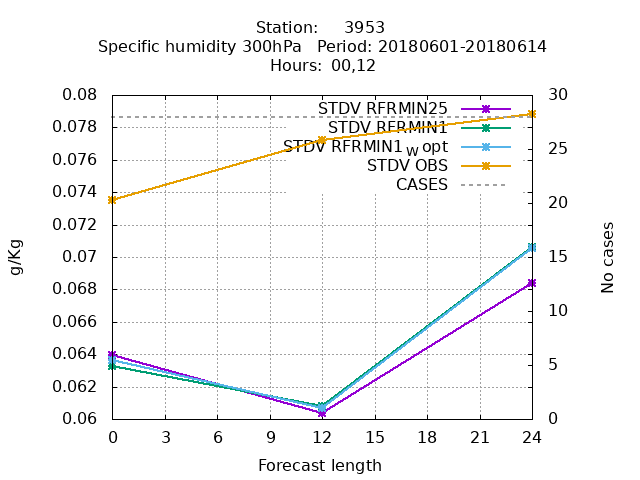 Station: 3953
Specific humidity 300hPa Period: 20180601-20180614
Hours: 00,12
0.08
0.078
0.076
0.074
0.072
0.07
0.068
0.066
0.064
0.062
0.06
g/Kg
STDV RFRMIN25
STDV RFRMIN1
STDV RFRMIN1 w opt
STDV OBS
CASES
30
25
20
15
10
5
0
No cases
0 3 6 9 12 15 18 21 24
Forecast length